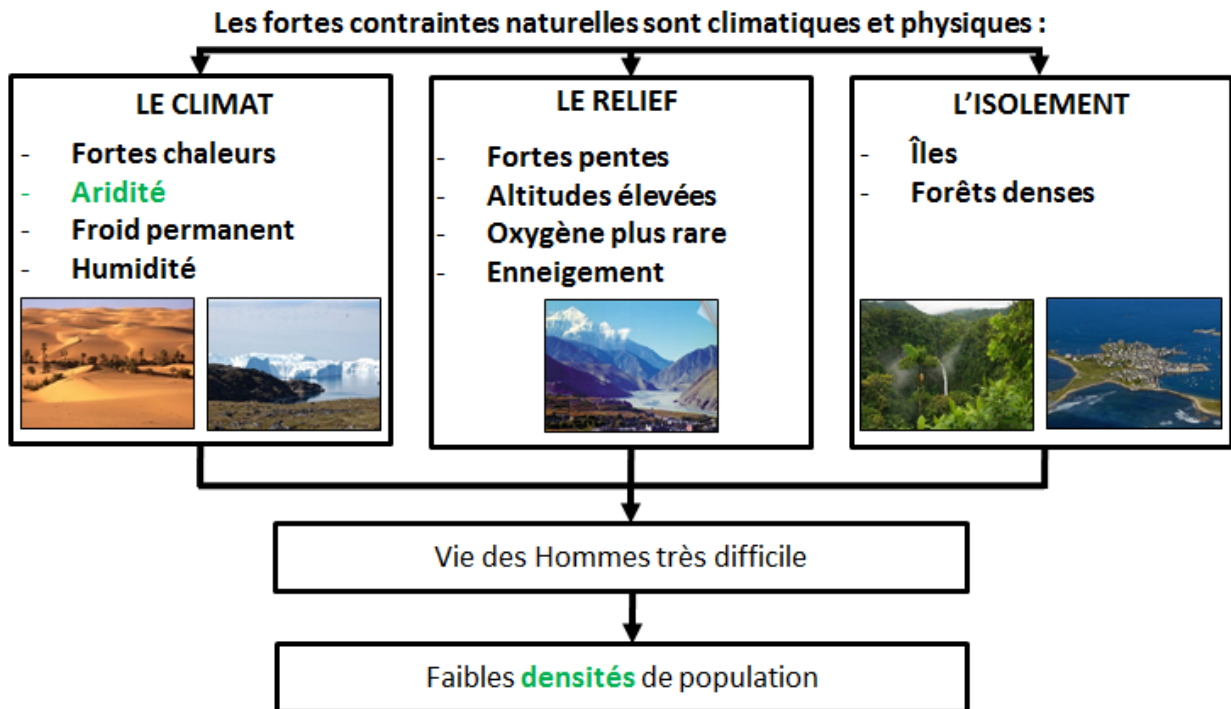 Les fortes contraintes naturelles sont climatiques et physiques :
LE CLIMAT
- Fortes chaleurs
- Aridité
- Froid permanent
- Humidité
LE RELIEF
- Fortes pentes
- Altitudes élevées
- Oxygène plus rare
- Enneigement
L'ISOLEMENT
- Îles
- Forêts denses
Vie des Hommes très difficile
Faibles densités de population